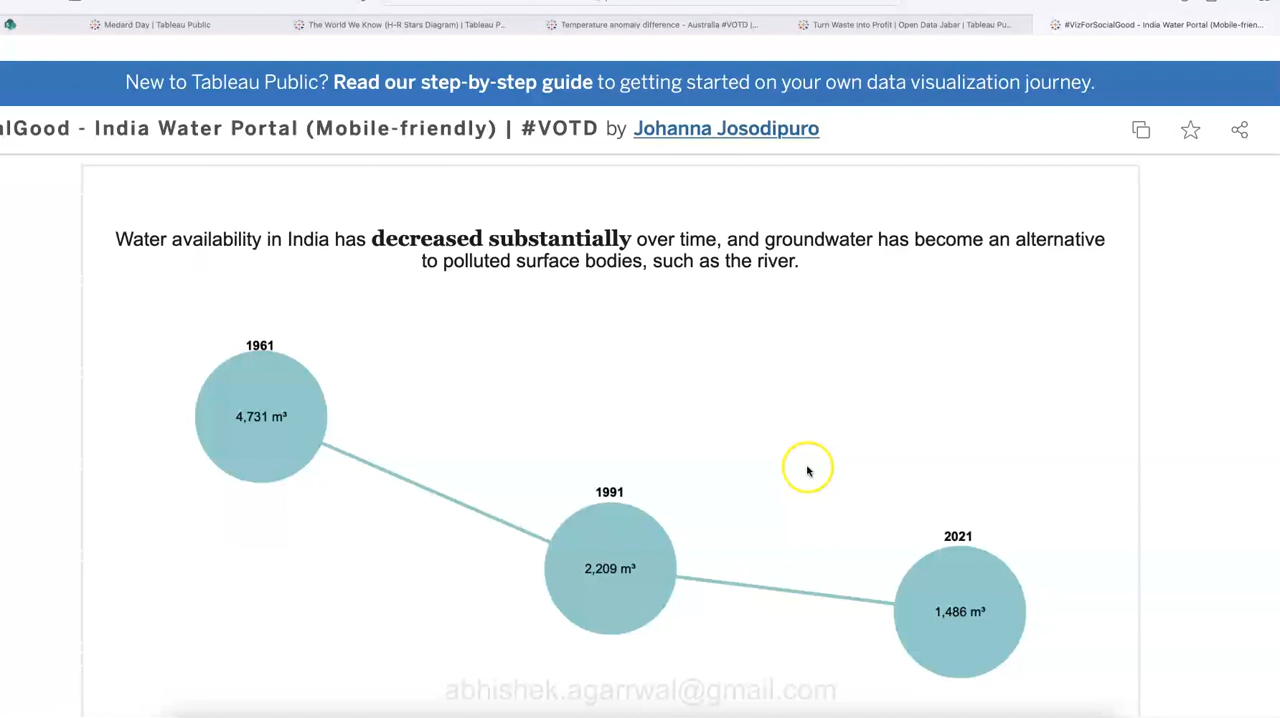 Medard Day | Tableau Public
The World We Know (H-R Stars Diagram) | Tableau P...
Temperature anomaly difference - Australia #VOTD |...
Turn Waste into Profit | Open Data Jabar | Tableau Pu...
#VizForSocialGood - India Water Portal (Mobile-frien...
New to Tableau Public? Read our step-by-step guide to getting started on your own data visualization journey.
alGood - India Water Portal (Mobile-friendly) | #VOTD by Johanna Josodipuro
Water availability in India has decreased substantially over time, and groundwater has become an alternative
to polluted surface bodies, such as the river.
1961
4,731 m³
1991
2,209 m³
2021
1,486 m³
abhishek.agarrwal@gmail.com